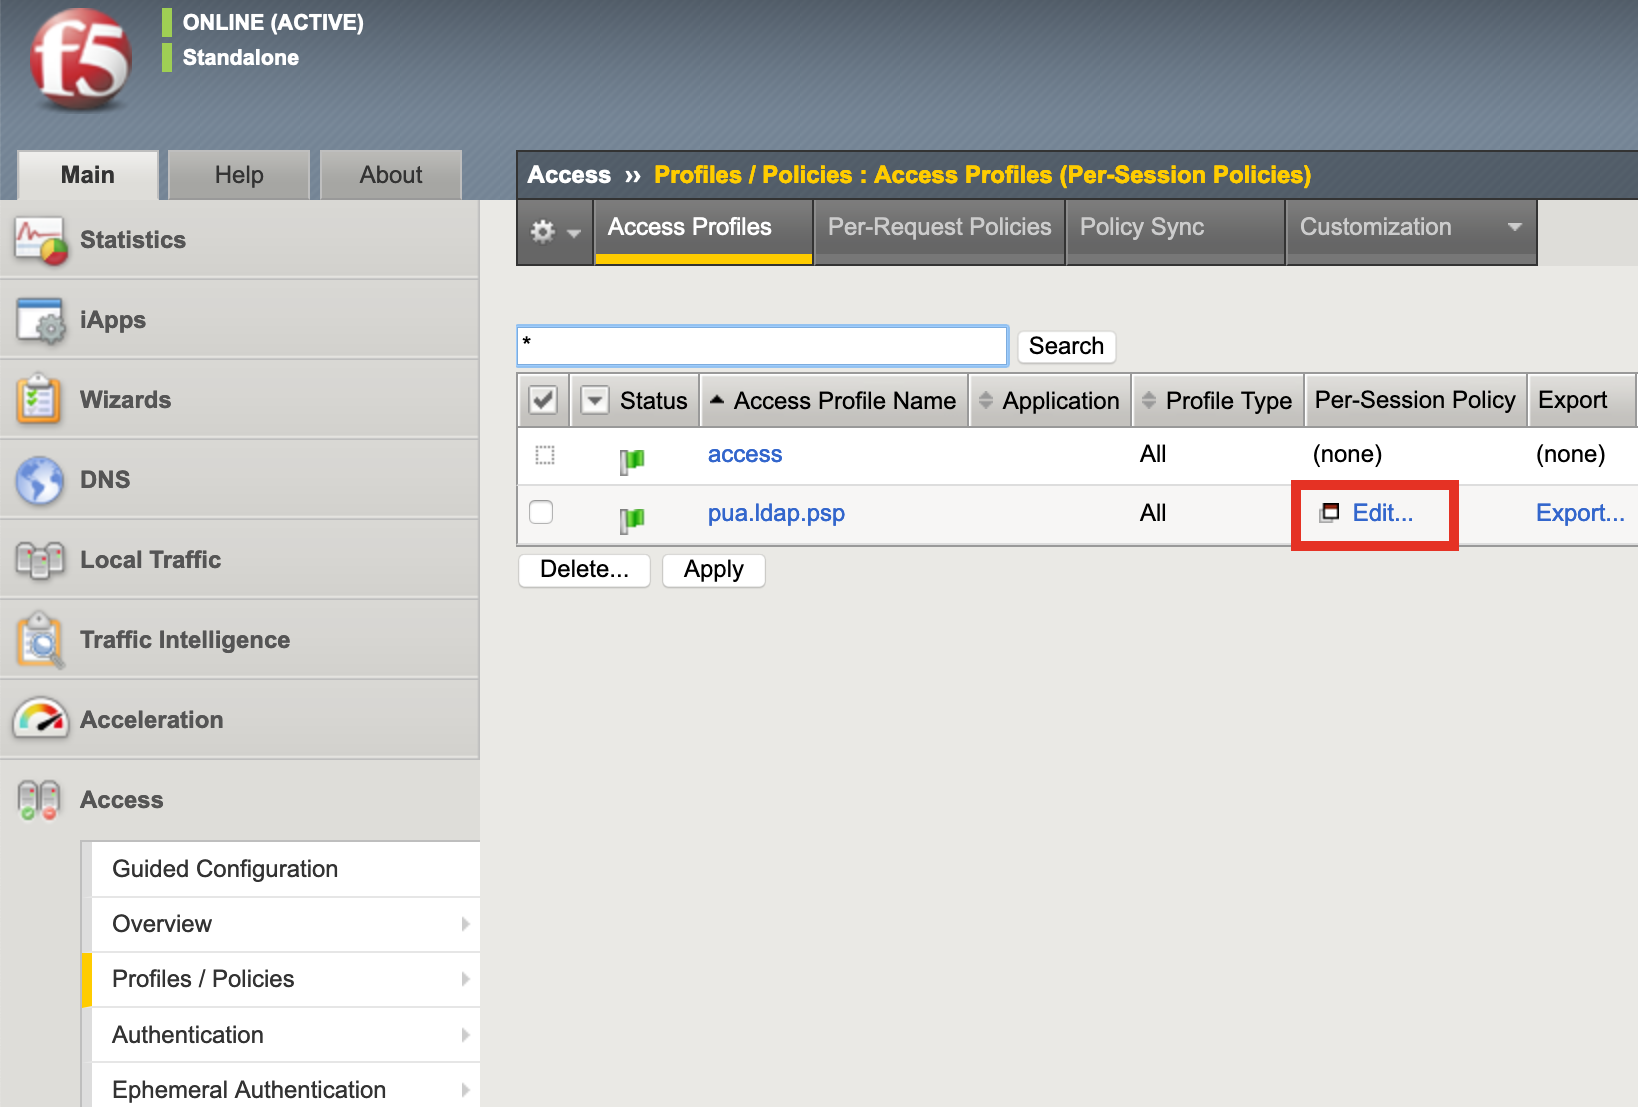 f5
ONLINE (ACTIVE)
Standalone
Main
Help
About
Access ›› Profiles / Policies : Access Profiles (Per-Session Policies)
Access Profiles
Per-Request Policies
Policy Sync
Customization
Statistics
iApps
Wizards
DNS
Local Traffic
Traffic Intelligence
Acceleration
Access
Guided Configuration
Overview
Profiles / Policies
Authentication
Ephemeral Authentication
*
Search
Status Access Profile Name Application Profile Type Per-Session Policy Export
access All (none) (none)
pua.ldap.psp All Edit... Export...
Delete... Apply